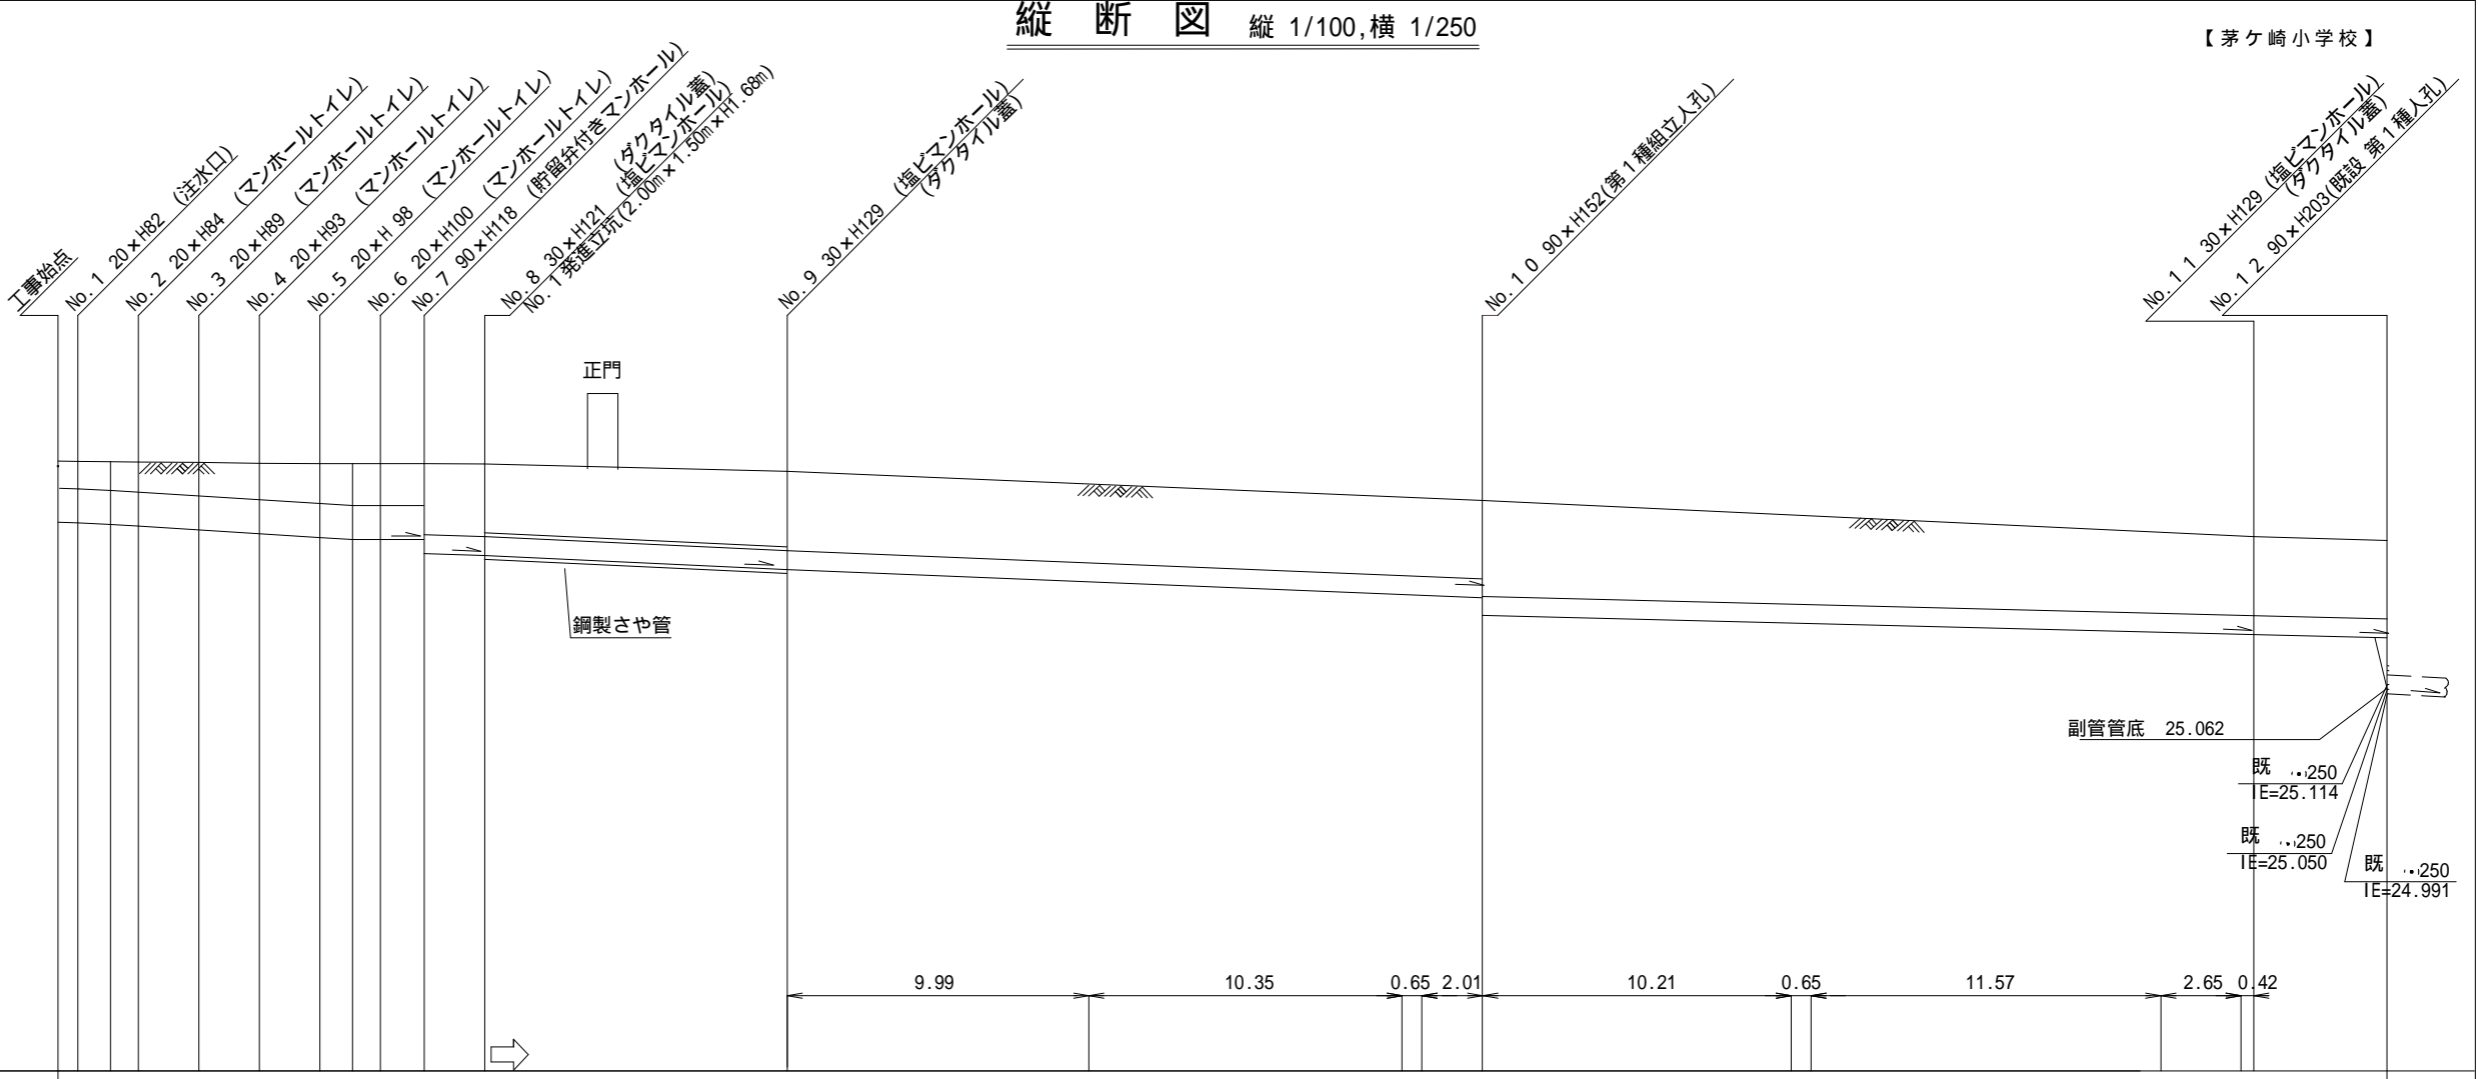 縦 断 図 縦 1/100,横 1/250
【茅ケ崎小学校】
工事始点
No.1 20×H82 (注水口)
No.2 20×H84 (マンホールトイレ)
No.3 20×H89 (マンホールトイレ)
No.4 20×H93 (マンホールトイレ)
No.5 20×H 98 (マンホールトイレ)
No.6 20×H100 (マンホールトイレ)
No.7 90×H118 (貯留弁付きマンホール)
(ダクタイル蓋)
No.8 30×H121 (塩ビマンホール)
No.1発進立坑(2.00m×1.50m×H1.68m)
No.9 30×H129 (塩ビマンホール)
(ダクタイル蓋)
No.10 90×H152(第1種組立人孔)
No.11 30×H129 (塩ビマンホール)
(ダクタイル蓋)
No.12 90×H203(既設 第1種人孔)
正門
鋼製さや管
副管管底 25.062
既 250
IE=25.114
既 250
IE=25.050
既 250
IE=24.991
9.99 10.35 0.65 2.01 10.21 0.65 11.57 2.65 0.42